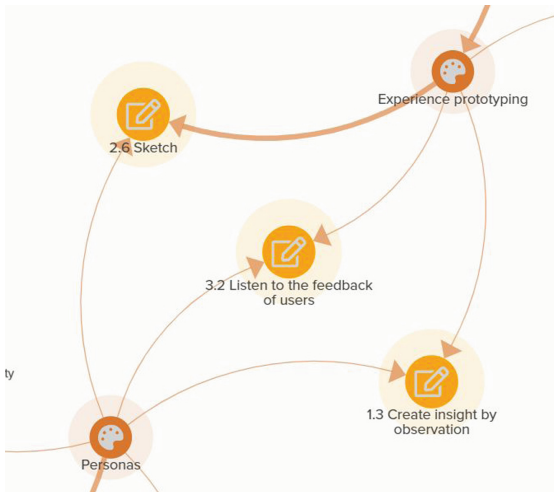 Experience prototyping
2.6 Sketch
3.2 Listen to the feedback
of users
ty
1.3 Create insight by
observation
Personas